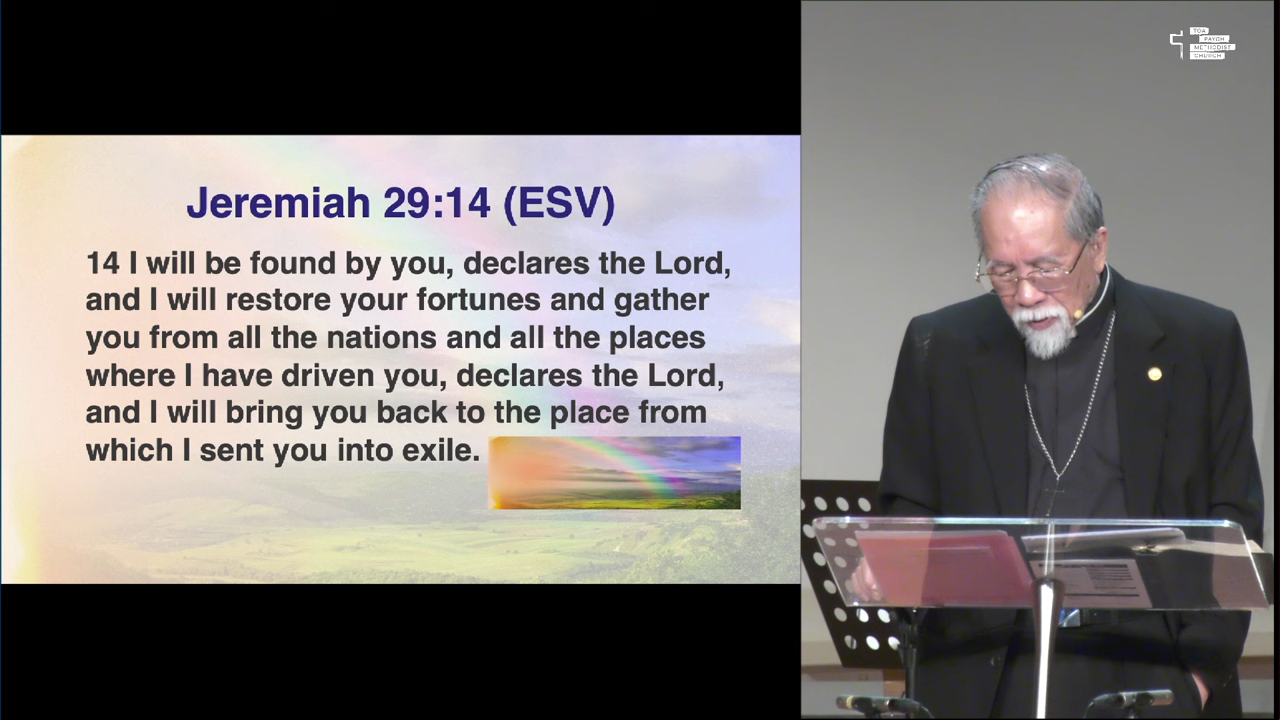 Jeremiah 29:14 (ESV)
14 I will be found by you, declares the Lord,
and I will restore your fortunes and gather
you from all the nations and all the places
where I have driven you, declares the Lord,
and I will bring you back to the place from
which I sent you into exile.
TOA
PAYOH
METHODIST
CHURCH